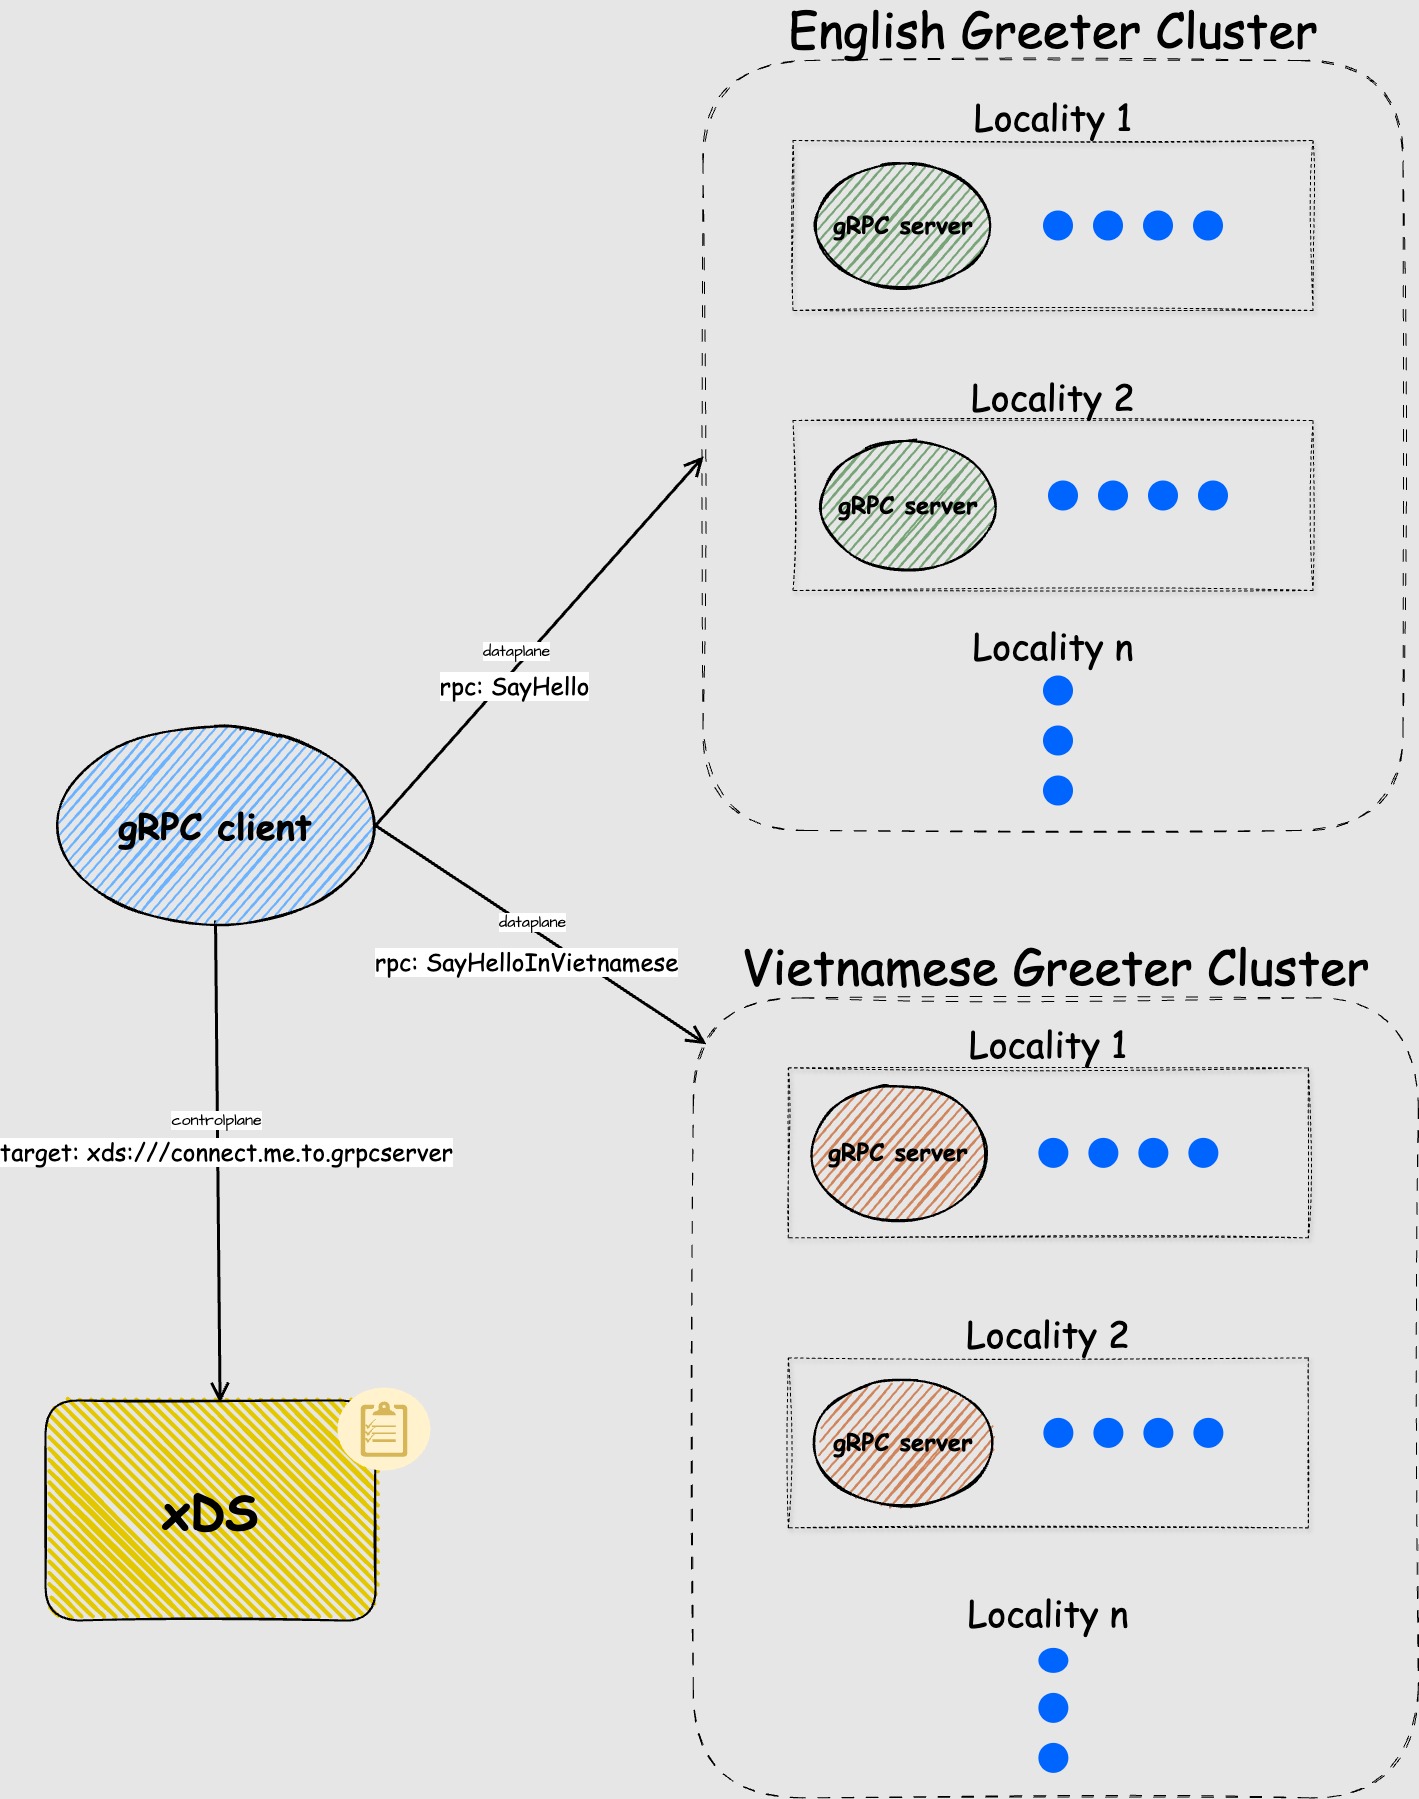 English Greeter Cluster
Locality 1
gRPC server
Locality 2
gRPC server
Locality n
dataplane
rpc: SayHello
gRPC client
dataplane
rpc: SayHelloInVietnamese
controlplane
target: xds:///connect.me.to.grpcserver
xDS
Vietnamese Greeter Cluster
Locality 1
gRPC server
Locality 2
gRPC server
Locality n